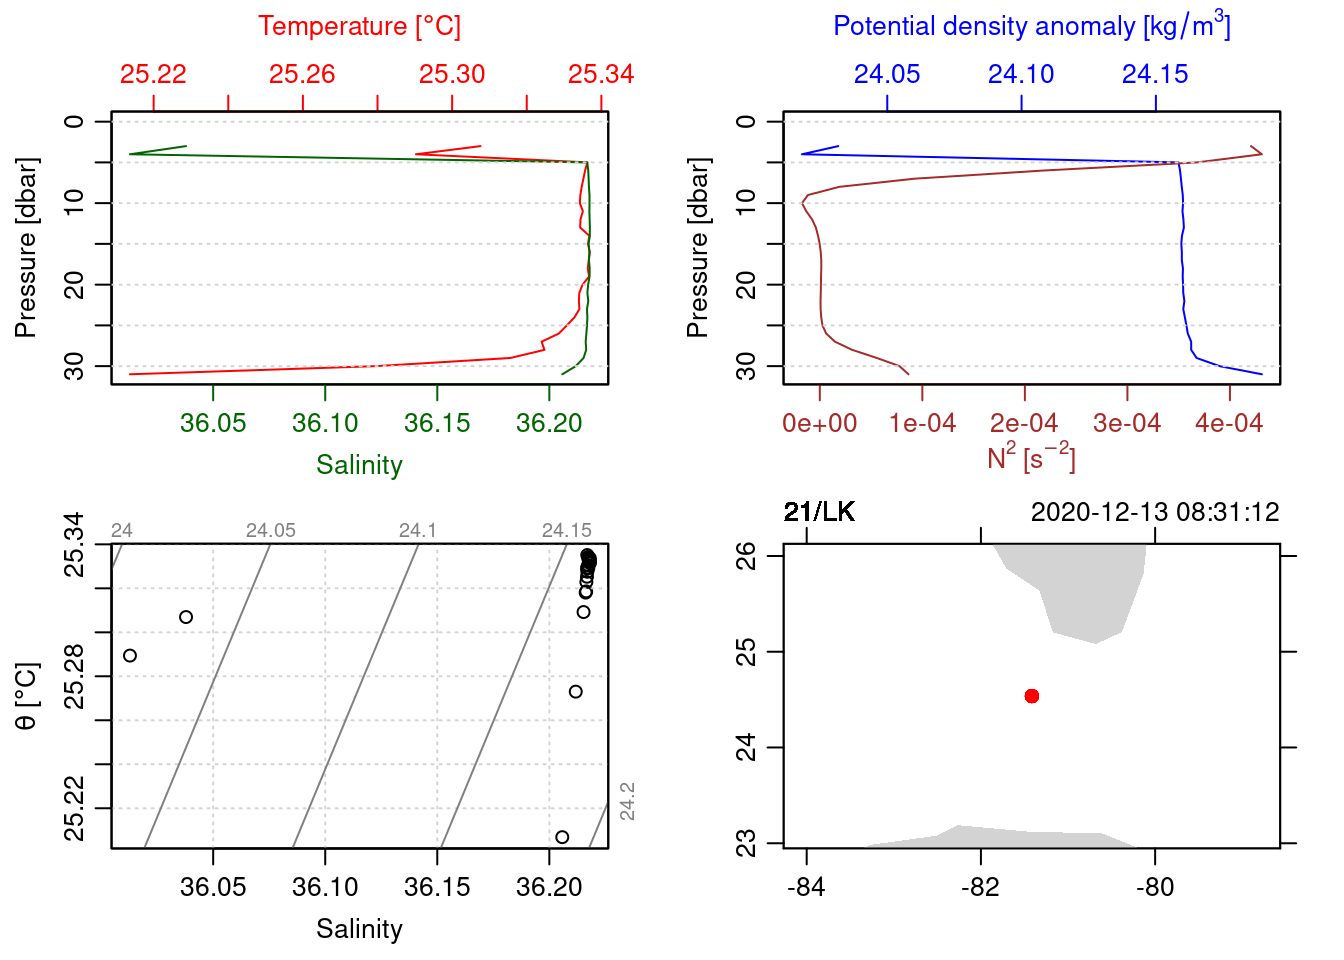 Temperature [°C]
25.22 25.26 25.30 25.34
Pressure [dbar]
0
10
20
30
36.05 36.10 36.15 36.20
Salinity
Potential density anomaly [kg/m³]
24.05 24.10 24.15
Pressure [dbar]
0
10
20
30
0e+00 1e-04 2e-04 3e-04 4e-04
N² [s⁻²]
24 24.05 24.1 24.15
24.2
θ [°C]
25.34
25.28
25.22
36.05 36.10 36.15 36.20
Salinity
21/LK 2020-12-13 08:31:12
26
25
24
23
-84 -82 -80